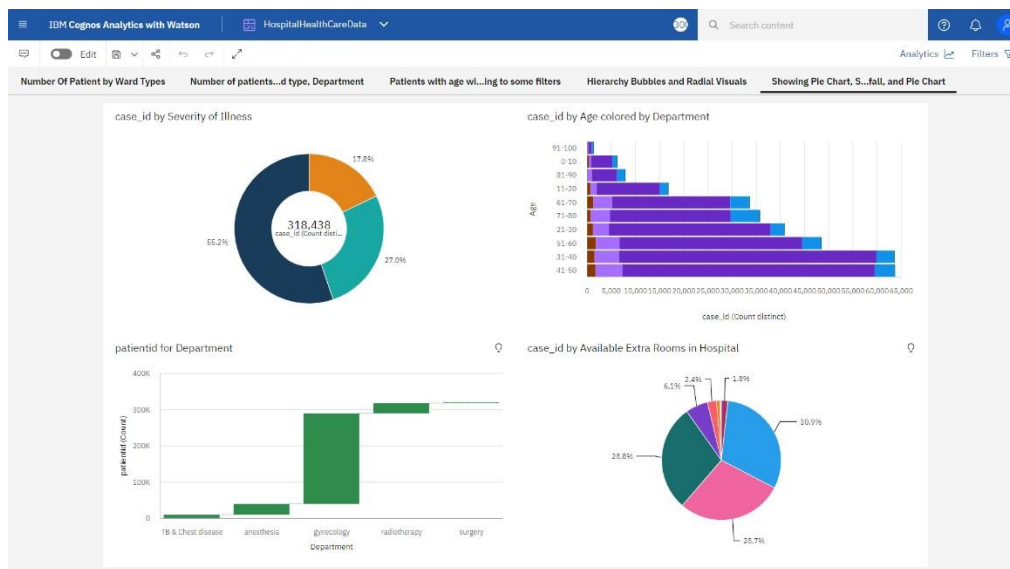 IBM Cognos Analytics with Watson
HospitalHealthCareData
30
Search content
Edit
Analytics
Filters
Number Of Patient by Ward Types
Number of patients...d type, Department
Patients with age wi...ing to some filters
Hierarchy Bubbles and Radial Visuals
Showing Pie Chart, S...fall, and Pie Chart
case_id by Severity of Illness
17.8%
318,438
case_id (Count disti...
55.2%
27.0%
case_id by Age colored by Department
Age
91-100
0-10
81-90
11-20
61-70
71-80
21-30
51-60
31-40
41-50
0 5,000 10,000 15,000 20,000 25,000 30,000 35,000 40,000 45,000 50,000 55,000 60,000 65,000
case_id (Count distinct)
patientid for Department
patientid (Count)
400K
300K
200K
100K
0
TB & Chest disease anesthesia gynecology radiotherapy surgery
Department
case_id by Available Extra Rooms in Hospital
2.4%
1.8%
6.1%
30.9%
28.8%
28.7%